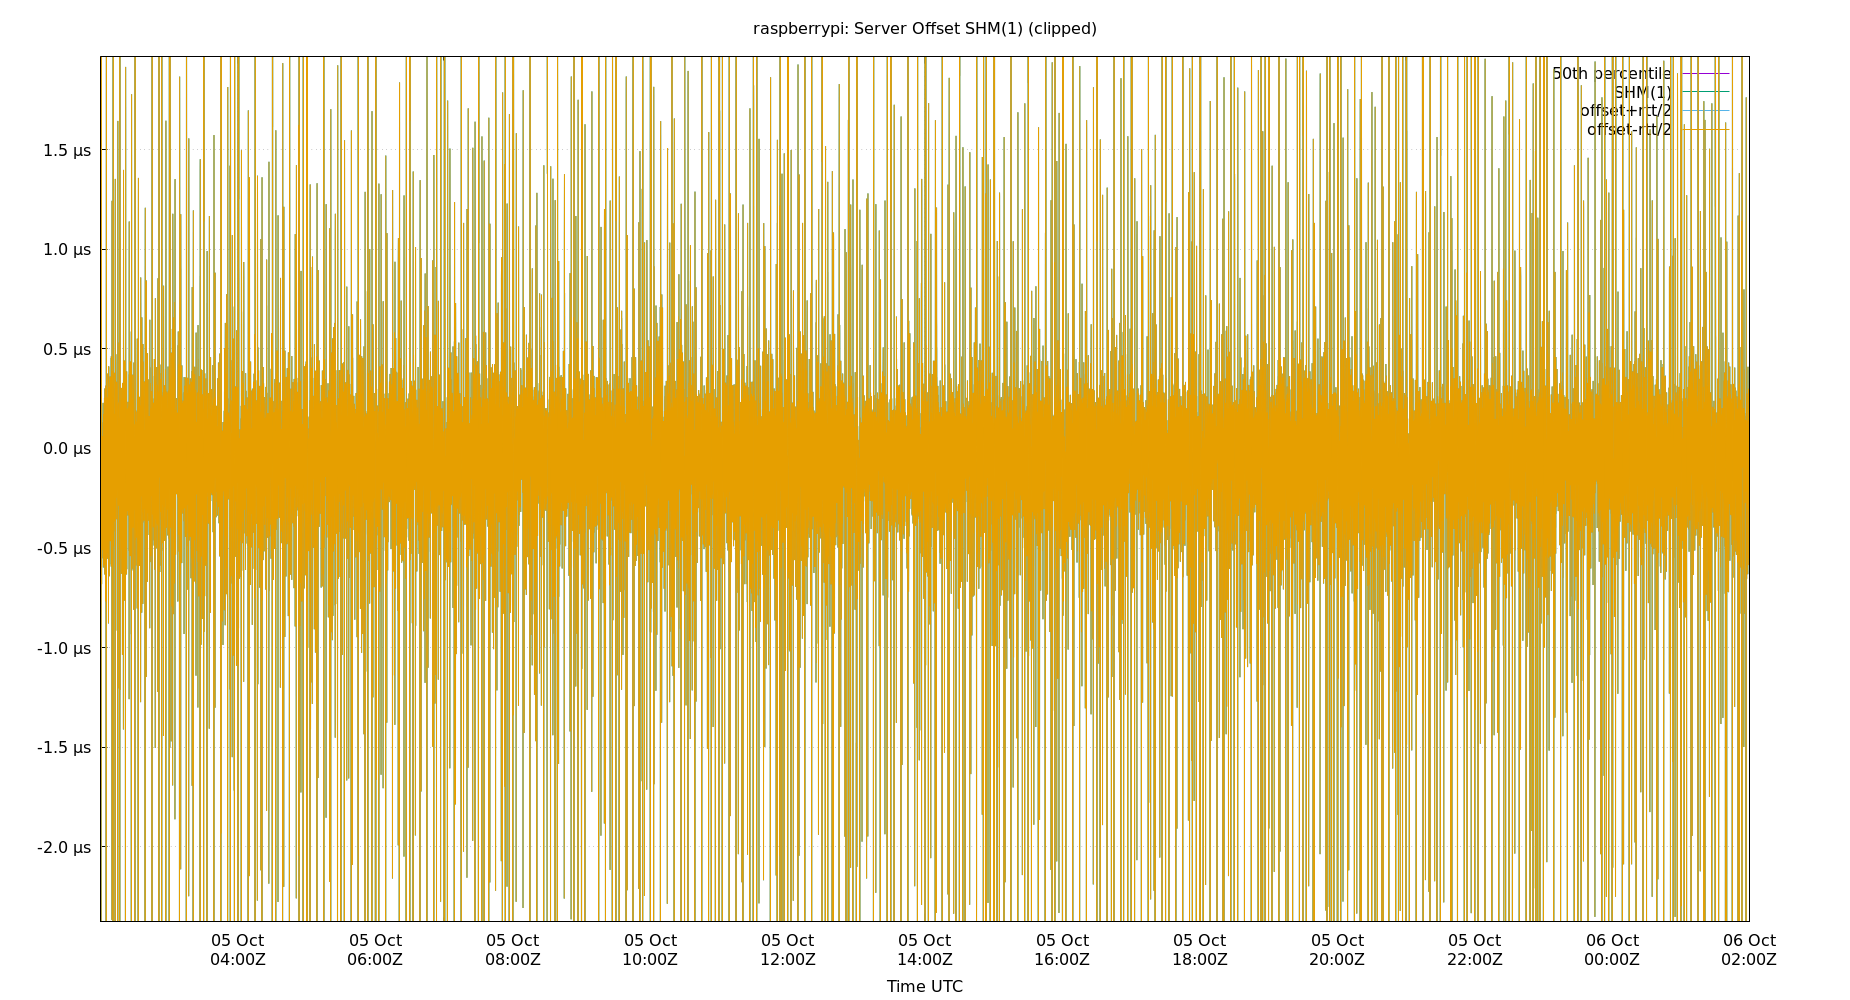 raspberrypi: Server Offset SHM(1) (clipped)
50th percentile
SHM(1)
offset+rtt/2
offset-rtt/2
1.5 µs
1.0 µs
0.5 µs
0.0 µs
-0.5 µs
-1.0 µs
-1.5 µs
-2.0 µs
05 Oct 05 Oct 05 Oct 05 Oct 05 Oct 05 Oct 05 Oct 05 Oct 05 Oct 05 Oct 06 Oct 06 Oct
04:00Z 06:00Z 08:00Z 10:00Z 12:00Z 14:00Z 16:00Z 18:00Z 20:00Z 22:00Z 00:00Z 02:00Z
Time UTC